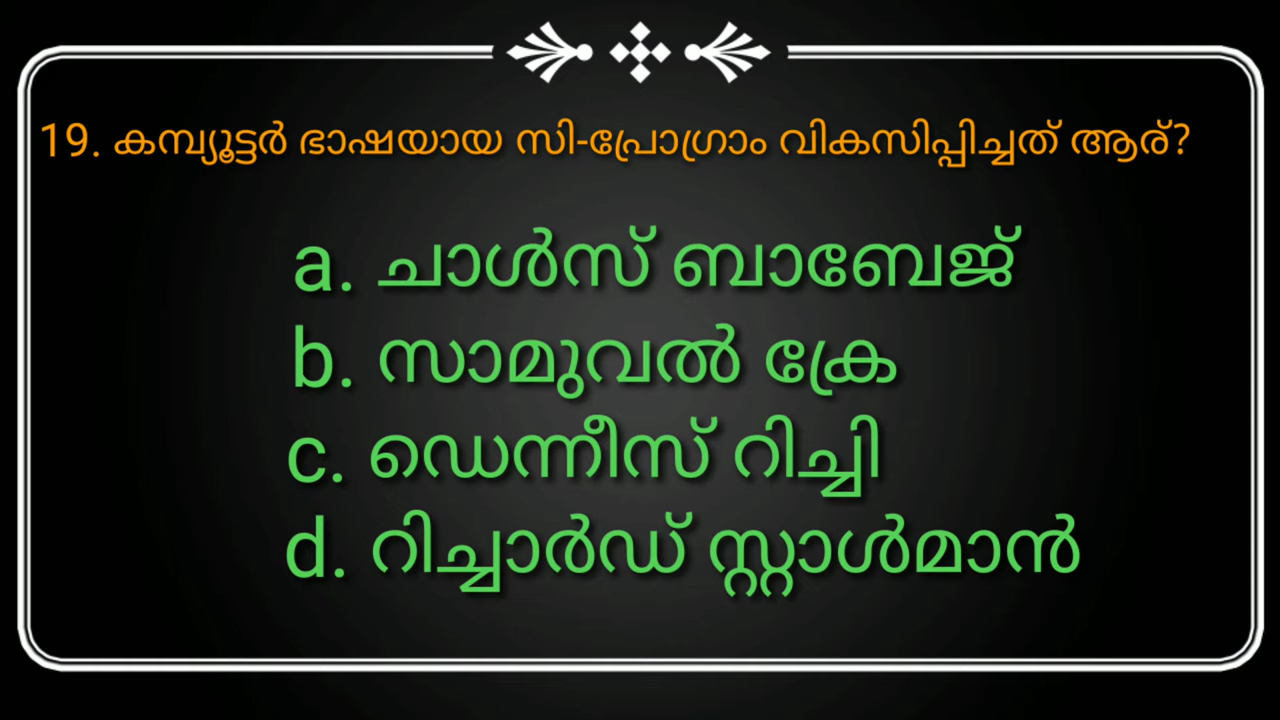 19. കമ്പ്യൂട്ടർ ഭാഷയായ സി-പ്രോഗ്രാം വികസിപ്പിച്ചത് ആര്?
a. ചാൾസ് ബാബേജ്
b. സാമുവൽ ക്രേ
c. ഡെന്നീസ് റിച്ചി
d. റിച്ചാർഡ് സ്റ്റാൾമാൻ